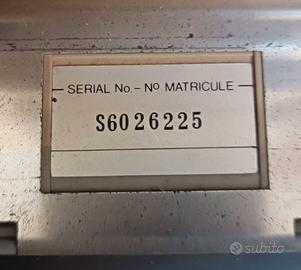 SERIAL No. - No MATRICULE
S6026225
subito